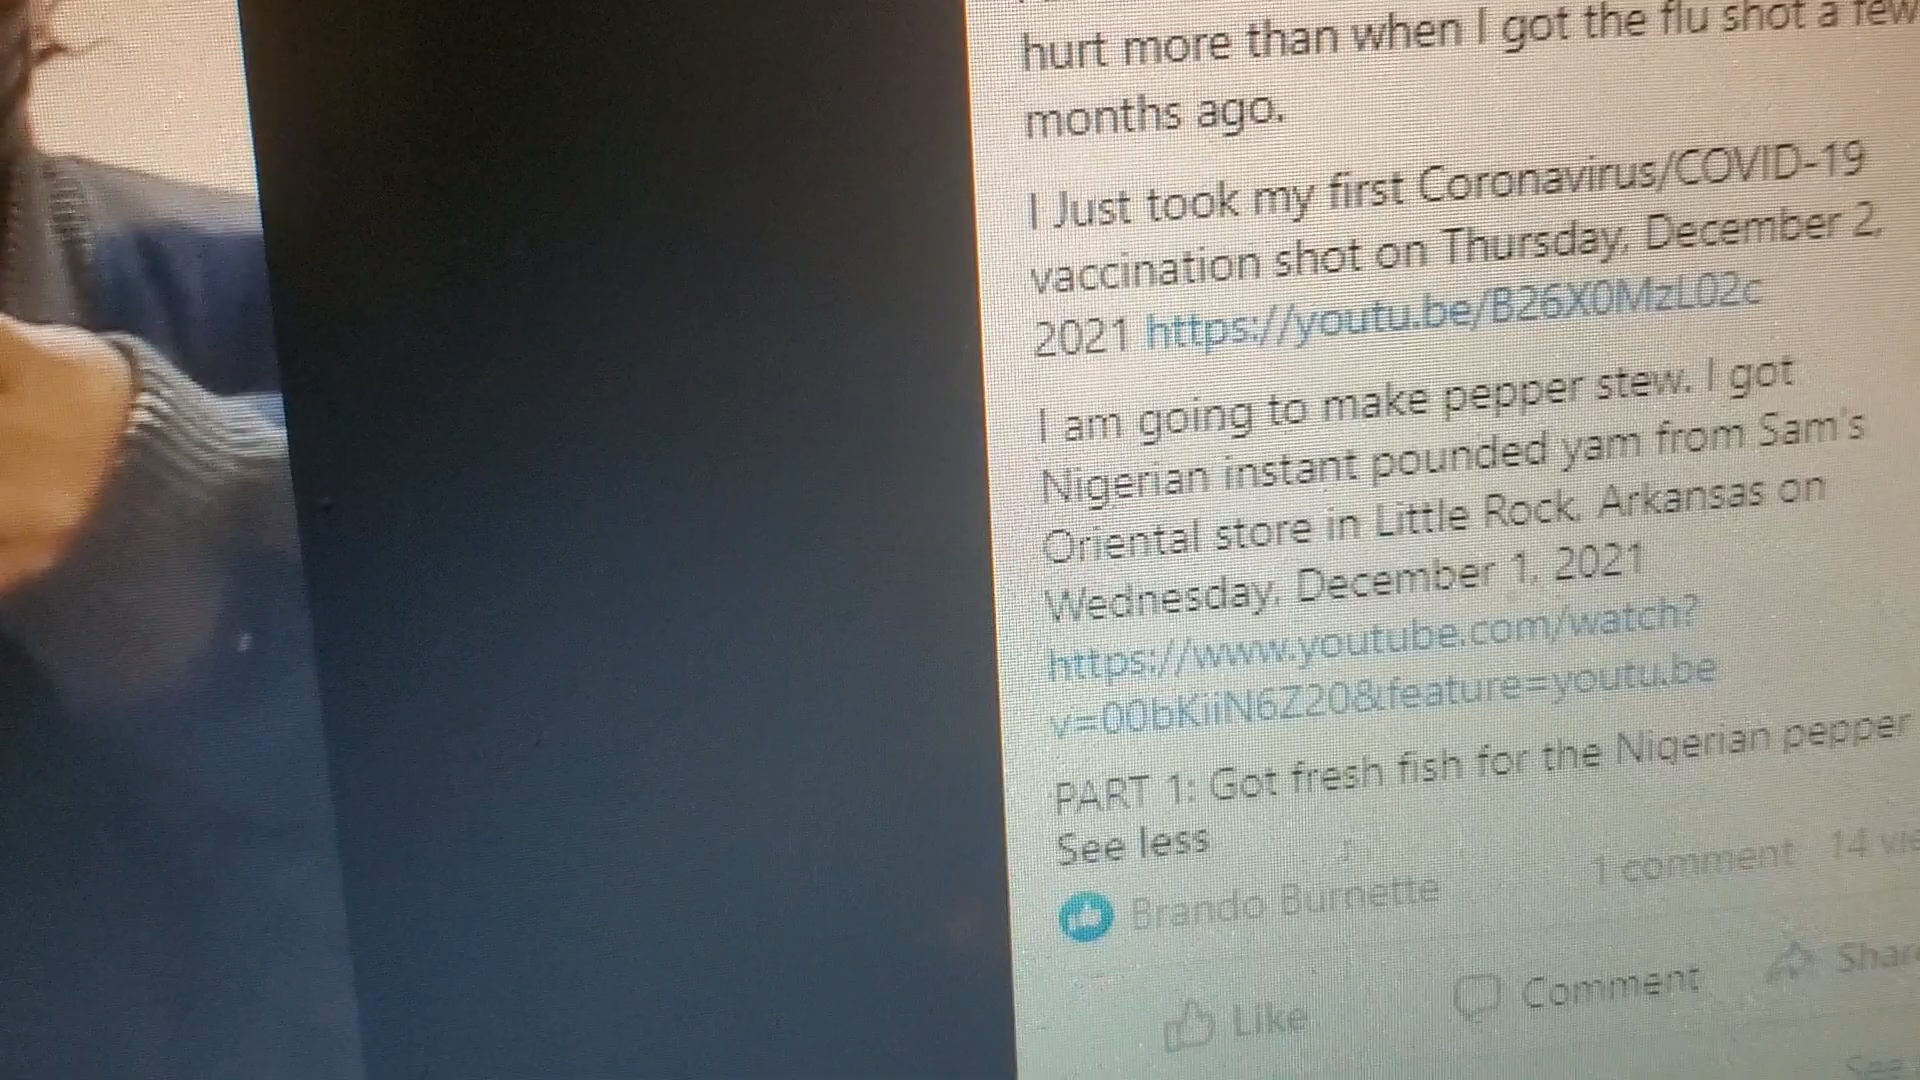 hurt more than when I got the flu shot a few
months ago.
I Just took my first Coronavirus/COVID-19
vaccination shot on Thursday, December 2,
2021 https://youtu.be/B26X0MzL02c
I am going to make pepper stew. I got
Nigerian instant pounded yam from Sam's
Oriental store in Little Rock, Arkansas on
Wednesday, December 1, 2021
https://www.youtube.com/watch?
v=00bKiiN6Z20&feature=youtu.be
PART 1: Got fresh fish for the Nigerian pepper
See less
Brando Burnette 1 comment 14
Like Comment Share
See